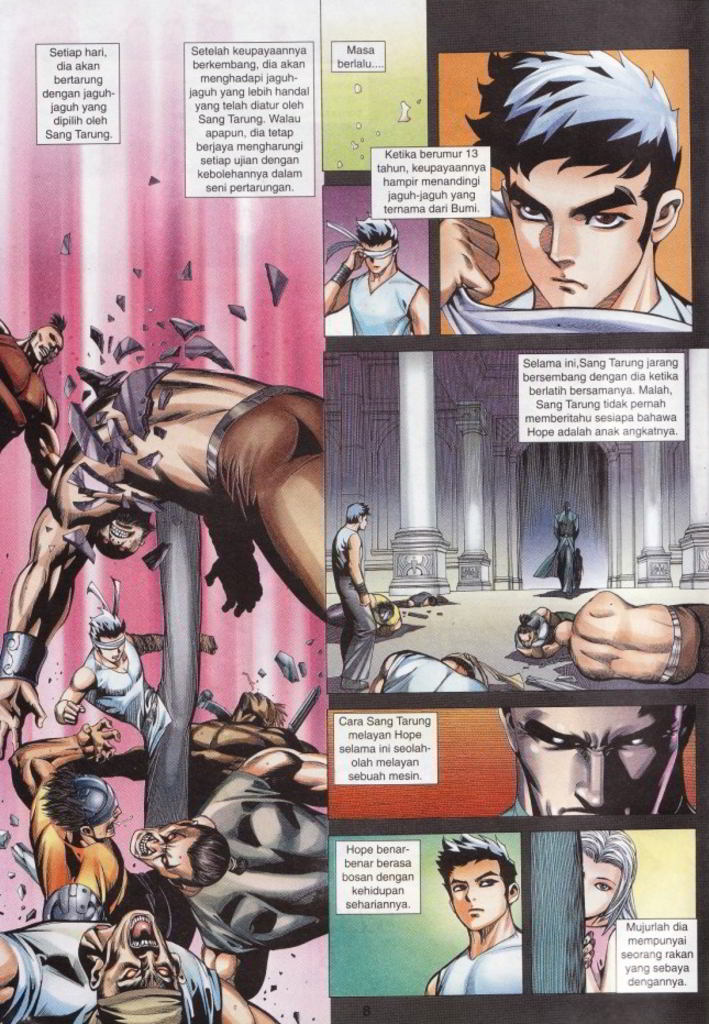 Setiap hari,
dia akan
bertarung
dengan jaguh-
jaguh yang
dipilih oleh
Sang Tarung.
Setelah keupayaannya
berkembang, dia akan
menghadapi jaguh-
jaguh yang lebih handal
yang telah diatur oleh
Sang Tarung. Walau
apapun, dia tetap
berjaya mengharungi
setiap ujian dengan
kebolehannya dalam
seni pertarungan.
Masa
berlalu....
Ketika berumur 13
tahun, keupayaannya
hampir menandingi
jaguh-jaguh yang
ternama dari Bumi.
Selama ini,Sang Tarung jarang
bersembang dengan dia ketika
berlatih bersamanya. Malah,
Sang Tarung tidak pernah
memberitahu sesiapa bahawa
Hope adalah anak angkatnya.
Cara Sang Tarung
melayan Hope
selama ini seolah-
olah melayan
sebuah mesin.
Hope benar-
benar berasa
bosan dengan
kehidupan
sehariannya.
Mujurlah dia
mempunyai
seorang rakan
yang sebaya
dengannya.
8